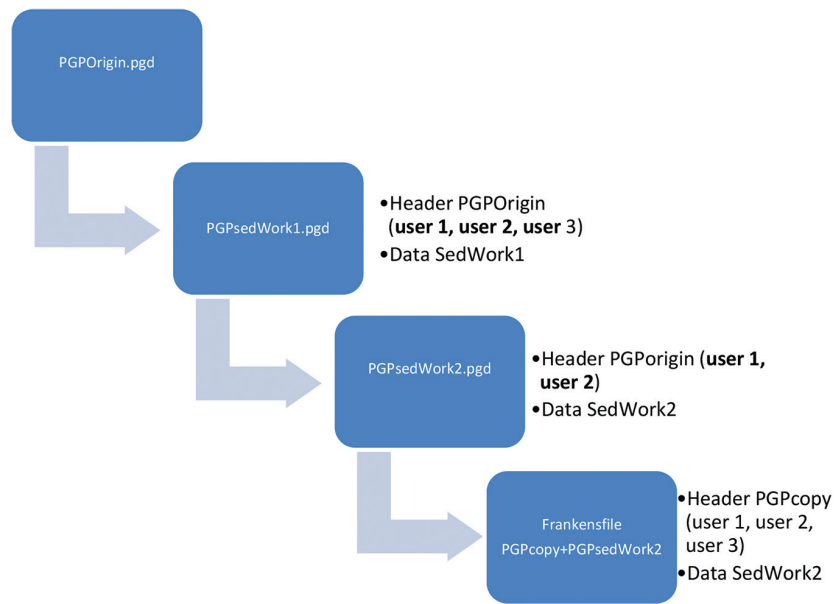 PGPOrigin.pgd
PGPsedWork1.pgd
•Header PGPOrigin
(user 1, user 2, user 3)
•Data SedWork1
PGPsedWork2.pgd
•Header PGPorigin (user 1,
user 2)
•Data SedWork2
Frankensfile
PGPcopy+PGPsedWork2
•Header PGPcopy
(user 1, user 2,
user 3)
•Data SedWork2